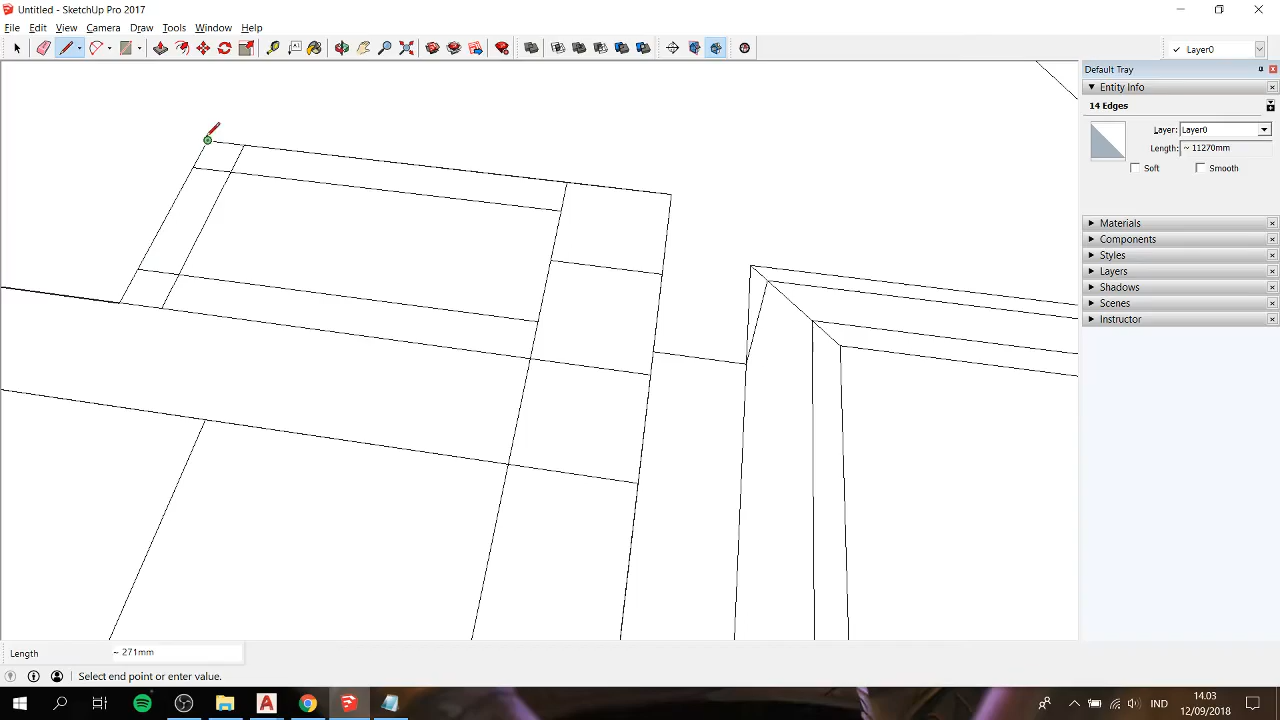 Untitled - SketchUp Pro 2017
File Edit View Camera Draw Tools Window Help
Layer0
Default Tray
Entity Info
14 Edges
Layer: Layer0
Length: ~ 11270mm
Soft Smooth
Materials
Components
Styles
Layers
Shadows
Scenes
Instructor
Length ~ 271mm
Select end point or enter value.
IND
14.03
12/09/2018